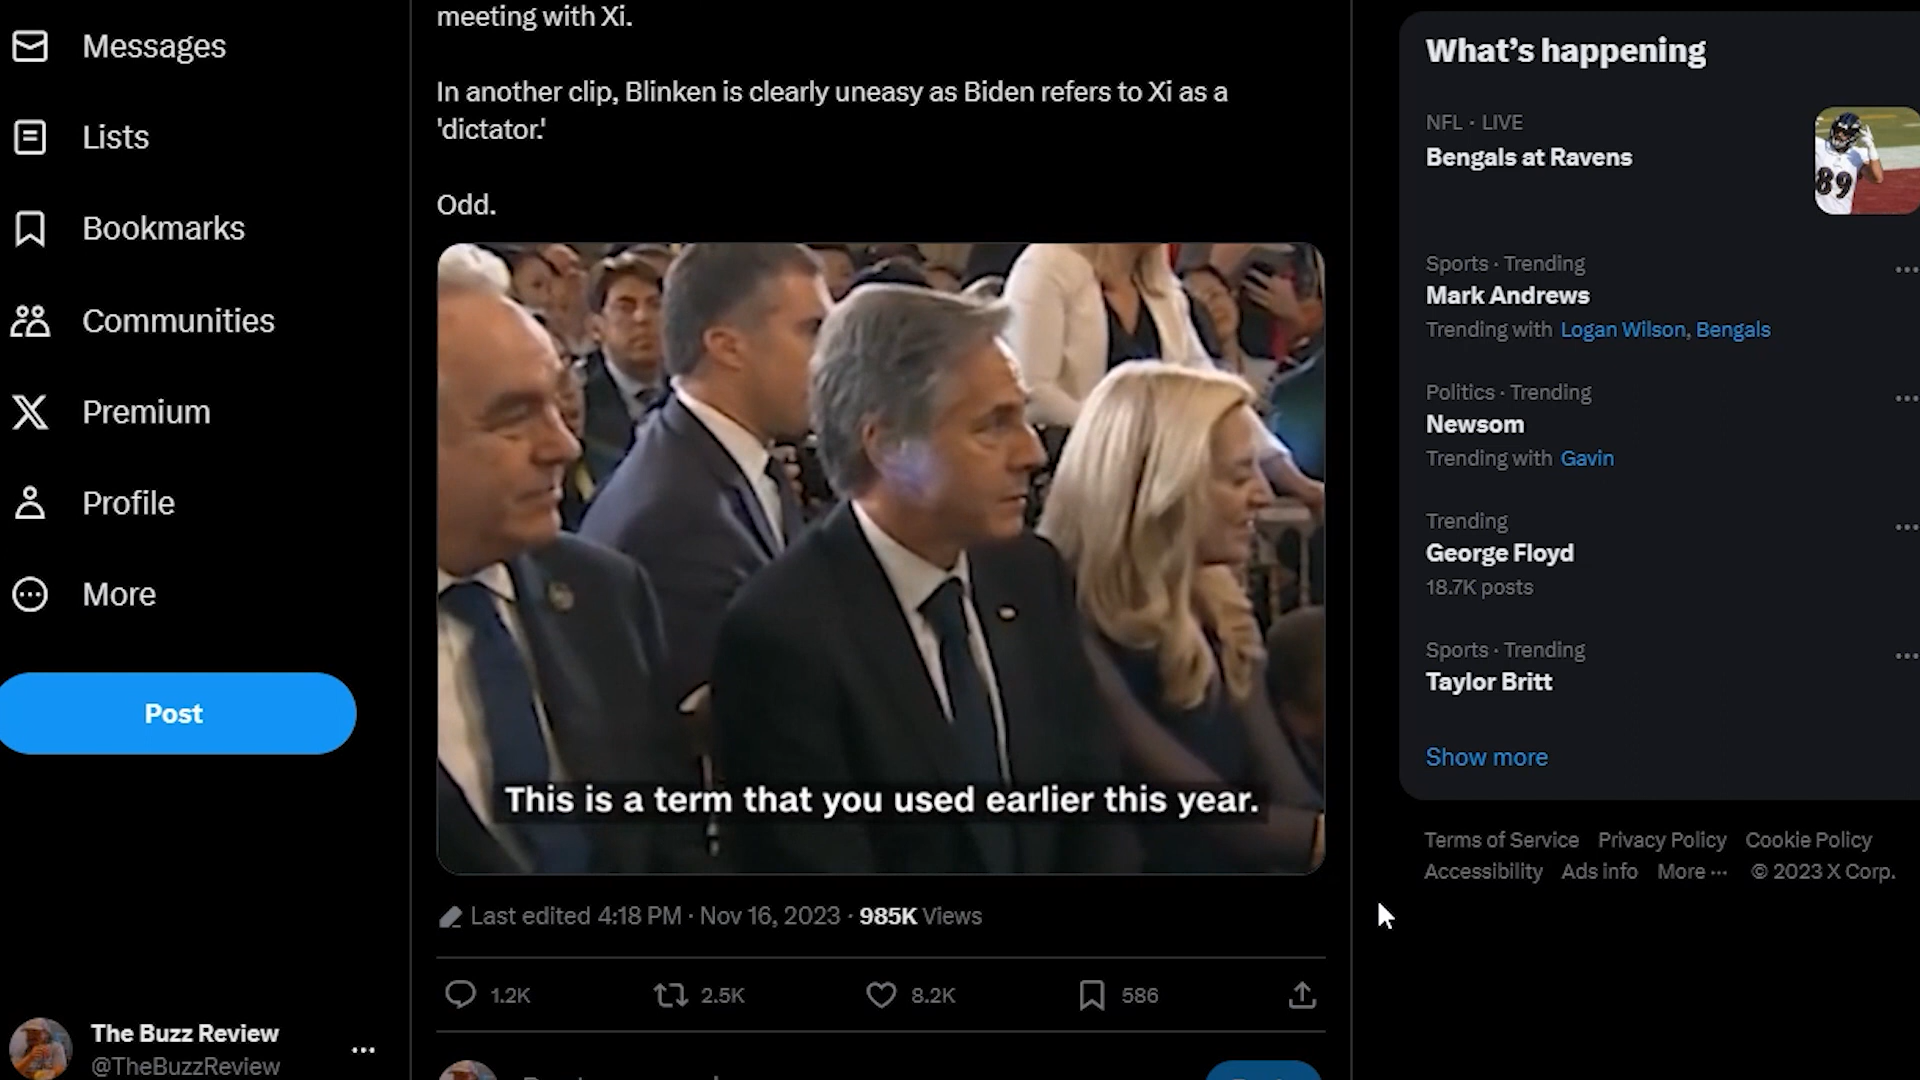 Messages
Lists
Bookmarks
Communities
Premium
Profile
More
Post
The Buzz Review
@TheBuzzReview
meeting with Xi.
In another clip, Blinken is clearly uneasy as Biden refers to Xi as a
'dictator.'
Odd.
This is a term that you used earlier this year.
Last edited 4:18 PM · Nov 16, 2023 · 985K Views
1.2K 2.5K 8.2K 586
What's happening
NFL · LIVE
Bengals at Ravens
89
Sports · Trending
Mark Andrews
Trending with Logan Wilson, Bengals
Politics · Trending
Newsom
Trending with Gavin
Trending
George Floyd
18.7K posts
Sports · Trending
Taylor Britt
Show more
Terms of Service Privacy Policy Cookie Policy
Accessibility Ads info More ··· © 2023 X Corp.